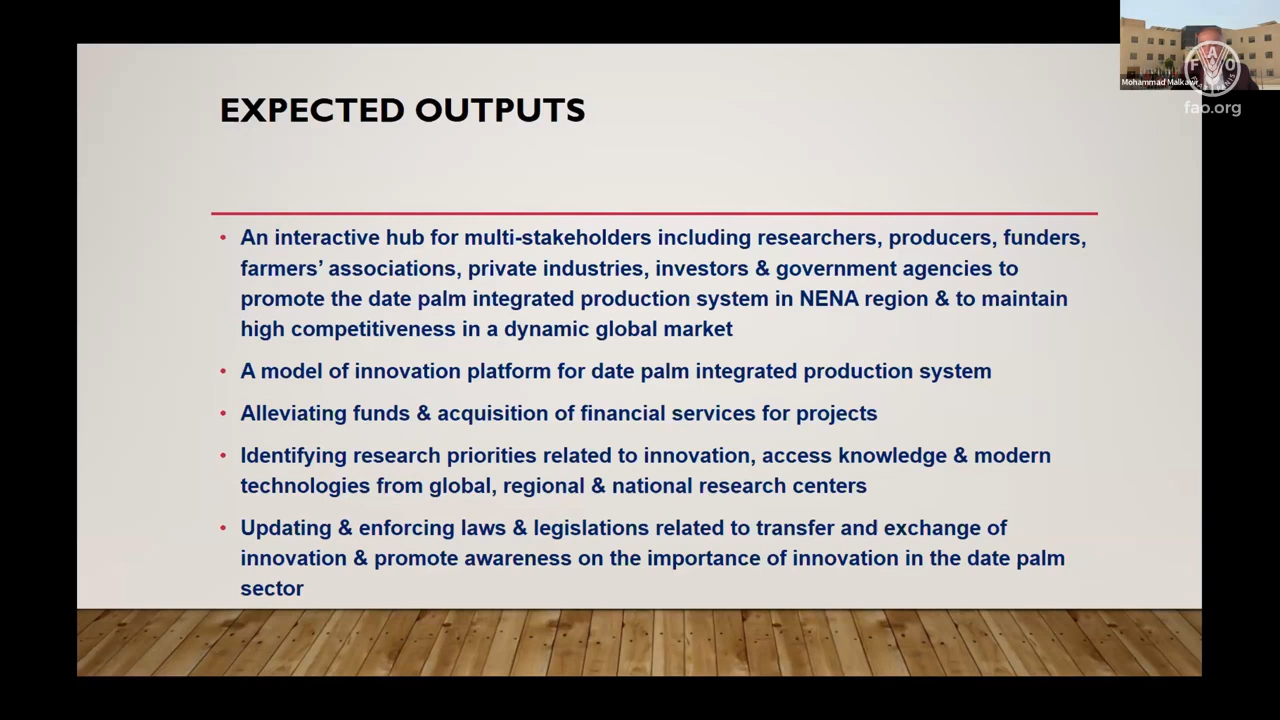 EXPECTED OUTPUTS
• An interactive hub for multi-stakeholders including researchers, producers, funders,
farmers’ associations, private industries, investors & government agencies to
promote the date palm integrated production system in NENA region & to maintain
high competitiveness in a dynamic global market
• A model of innovation platform for date palm integrated production system
• Alleviating funds & acquisition of financial services for projects
• Identifying research priorities related to innovation, access knowledge & modern
technologies from global, regional & national research centers
• Updating & enforcing laws & legislations related to transfer and exchange of
innovation & promote awareness on the importance of innovation in the date palm
sector
Mohammad Malkawi
F A O
fao.org